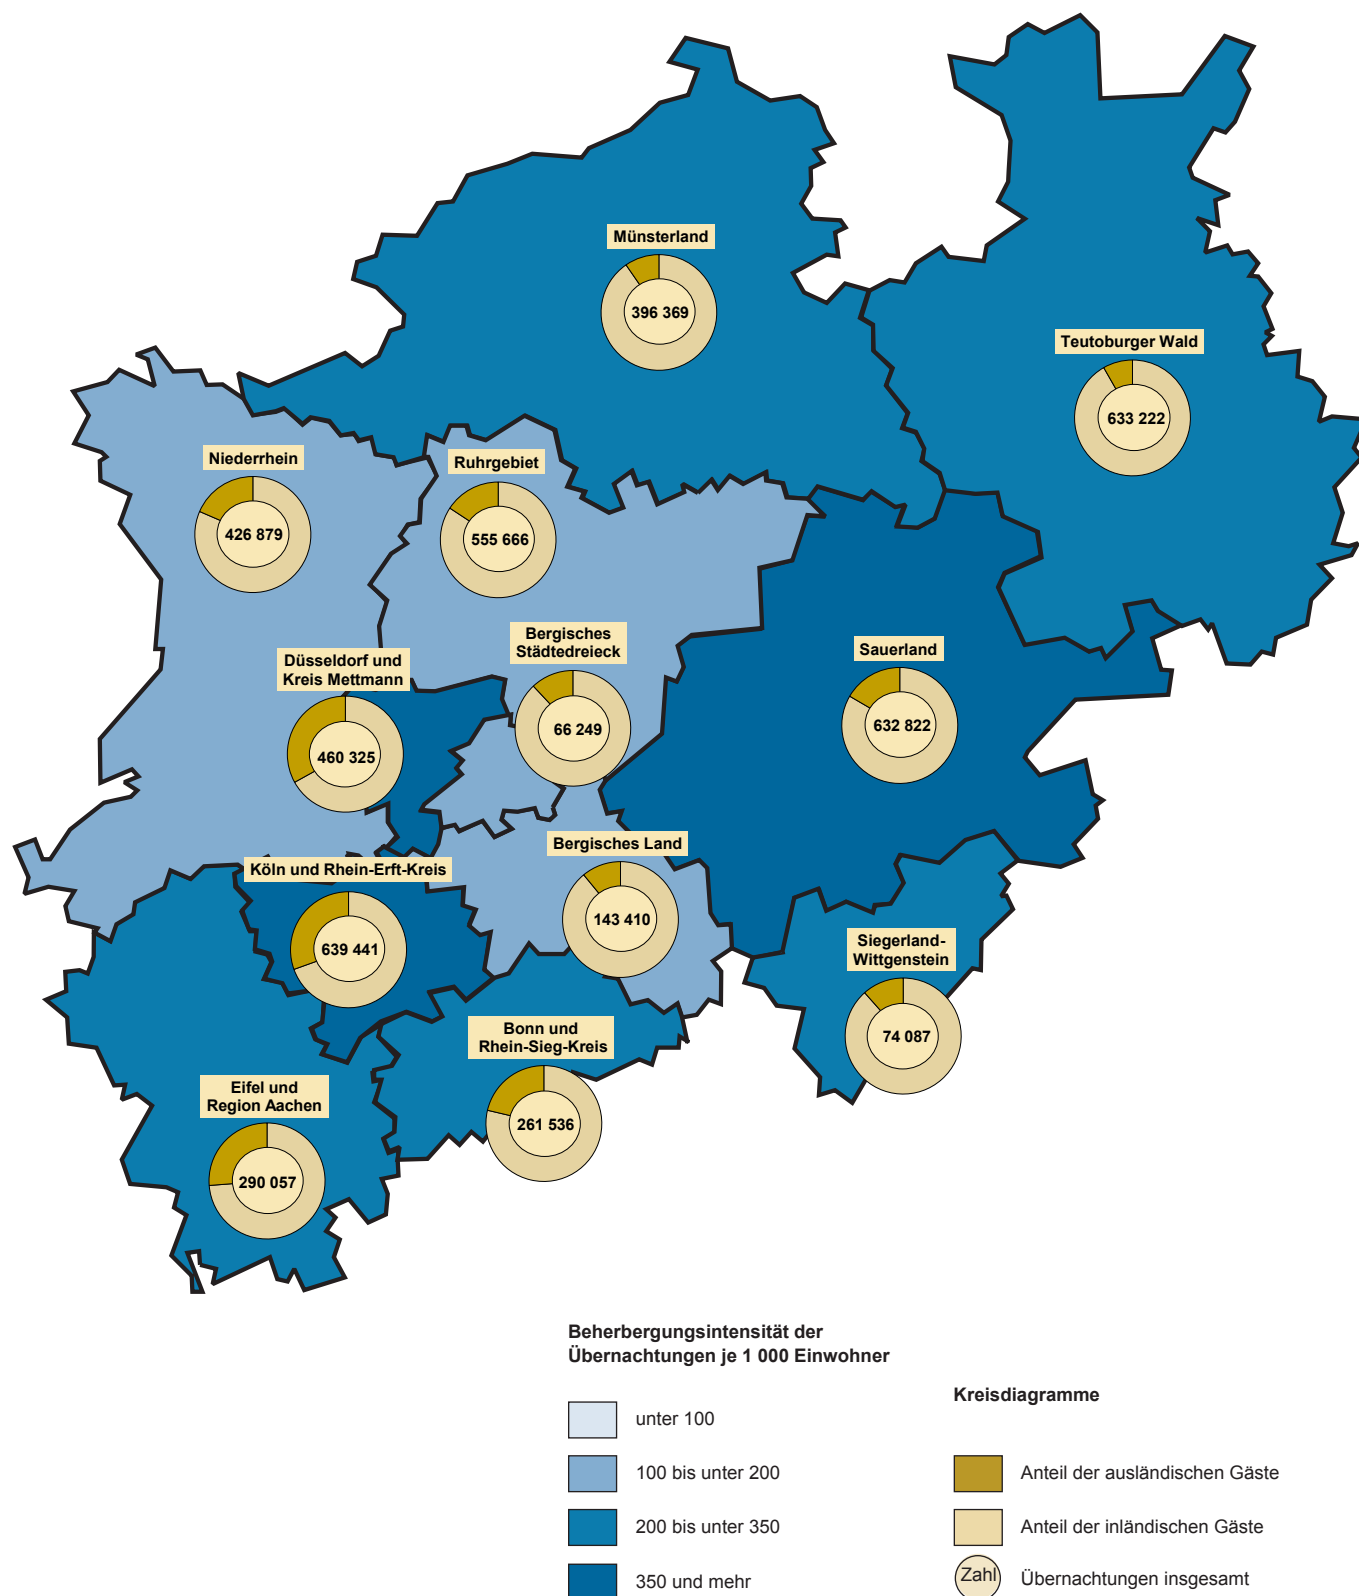 Münsterland
396 369
Teutoburger Wald
633 222
Niederrhein
426 879
Ruhrgebiet
555 666
Bergisches
Städtedreieck
66 249
Düsseldorf und
Kreis Mettmann
460 325
Sauerland
632 822
Bergisches Land
143 410
Köln und Rhein-Erft-Kreis
639 441
Siegerland-
Wittgenstein
74 087
Bonn und
Rhein-Sieg-Kreis
261 536
Eifel und
Region Aachen
290 057
Beherbergungsintensität der
Übernachtungen je 1 000 Einwohner
unter 100
100 bis unter 200
200 bis unter 350
350 und mehr
Kreisdiagramme
Anteil der ausländischen Gäste
Anteil der inländischen Gäste
Zahl Übernachtungen insgesamt